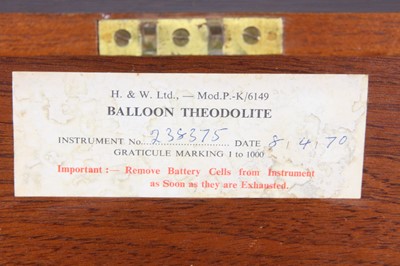 H. & W. Ltd., — Mod.P.-K/6149
BALLOON THEODOLITE
INSTRUMENT No. 238375 DATE 8.4.70
GRATICULE MARKING 1 to 1000
Important :— Remove Battery Cells from Instrument
as Soon as they are Exhausted.